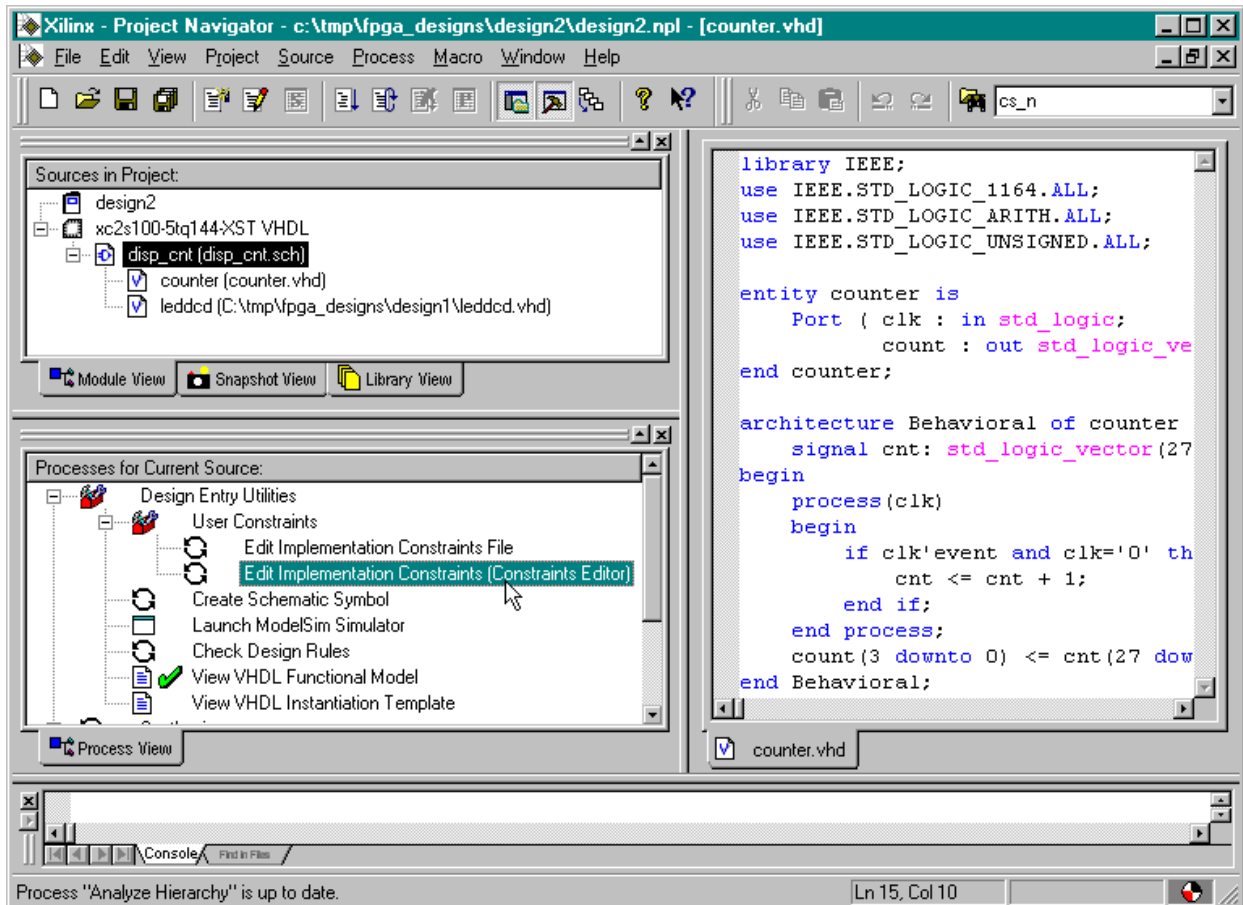 Xilinx - Project Navigator - c:\tmp\fpga_designs\design2\design2.npl - [counter.vhd]
File Edit View Project Source Process Macro Window Help
cs_n
Sources in Project:
design2
xc2s100-5tq144-XST VHDL
disp_cnt (disp_cnt.sch)
counter (counter.vhd)
leddcd (C:\tmp\fpga_designs\design1\leddcd.vhd)
Module View Snapshot View Library View
Processes for Current Source:
Design Entry Utilities
User Constraints
Edit Implementation Constraints File
Edit Implementation Constraints (Constraints Editor)
Create Schematic Symbol
Launch ModelSim Simulator
Check Design Rules
View VHDL Functional Model
View VHDL Instantiation Template
Process View
library IEEE;
use IEEE.STD_LOGIC_1164.ALL;
use IEEE.STD_LOGIC_ARITH.ALL;
use IEEE.STD_LOGIC_UNSIGNED.ALL;
entity counter is
Port ( clk : in std_logic;
count : out std_logic_ve
end counter;
architecture Behavioral of counter
signal cnt: std_logic_vector(27
begin
process(clk)
begin
if clk'event and clk='0' th
cnt <= cnt + 1;
end if;
end process;
count(3 downto 0) <= cnt(27 dow
end Behavioral;
counter.vhd
Console Find in Files
Process "Analyze Hierarchy" is up to date.
Ln 15, Col 10